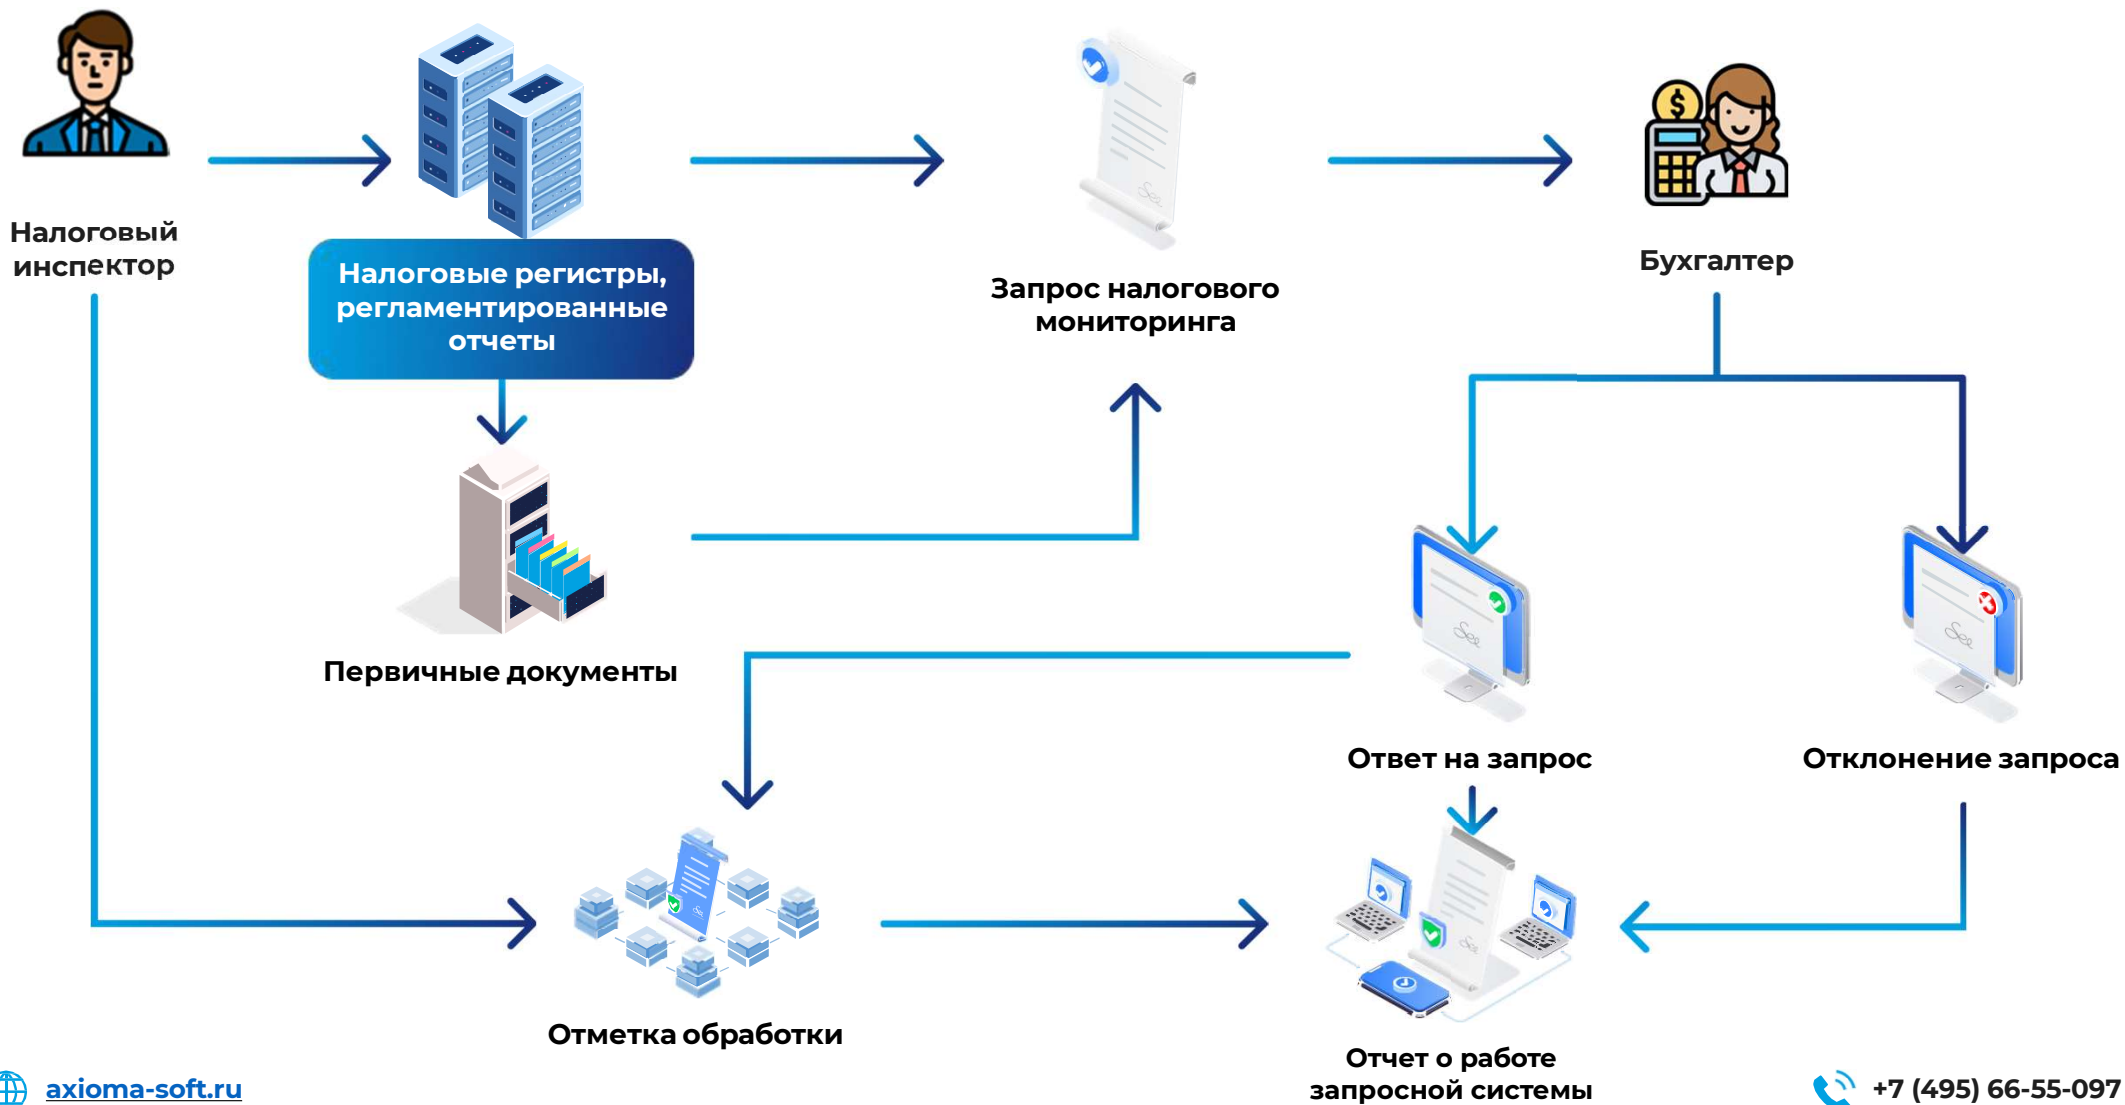 Налоговый
инспектор
Налоговые регистры,
регламентированные
отчеты
Запрос налогового
мониторинга
Бухгалтер
Первичные документы
Ответ на запрос
Отклонение запроса
Отметка обработки
Отчет о работе
запросной системы
axioma-soft.ru
+7 (495) 66-55-097